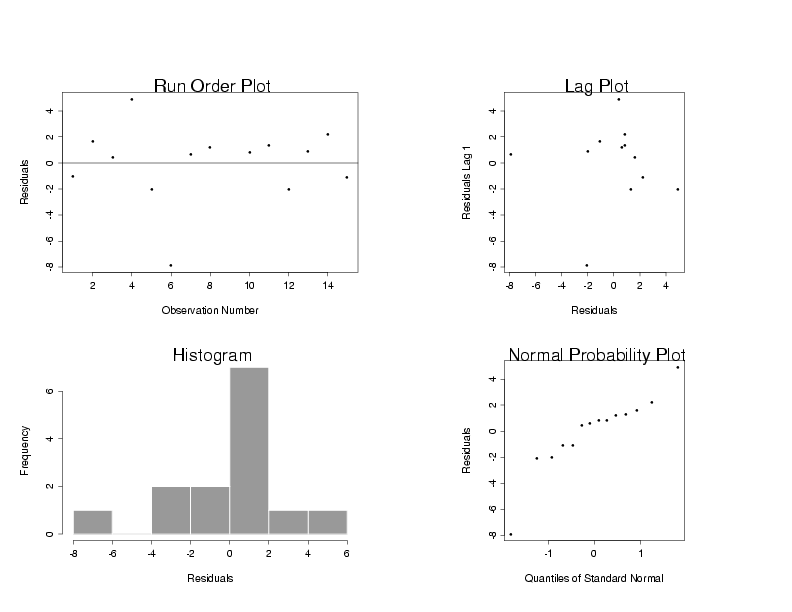 Run Order Plot
Residuals
4
2
0
-2
-4
-6
-8
2 4 6 8 10 12 14
Observation Number
Lag Plot
Residuals Lag 1
4
2
0
-2
-4
-6
-8
-8 -6 -4 -2 0 2 4
Residuals
Histogram
Frequency
6
4
2
0
-8 -6 -4 -2 0 2 4 6
Residuals
Normal Probability Plot
Residuals
4
2
0
-2
-4
-6
-8
-1 0 1
Quantiles of Standard Normal